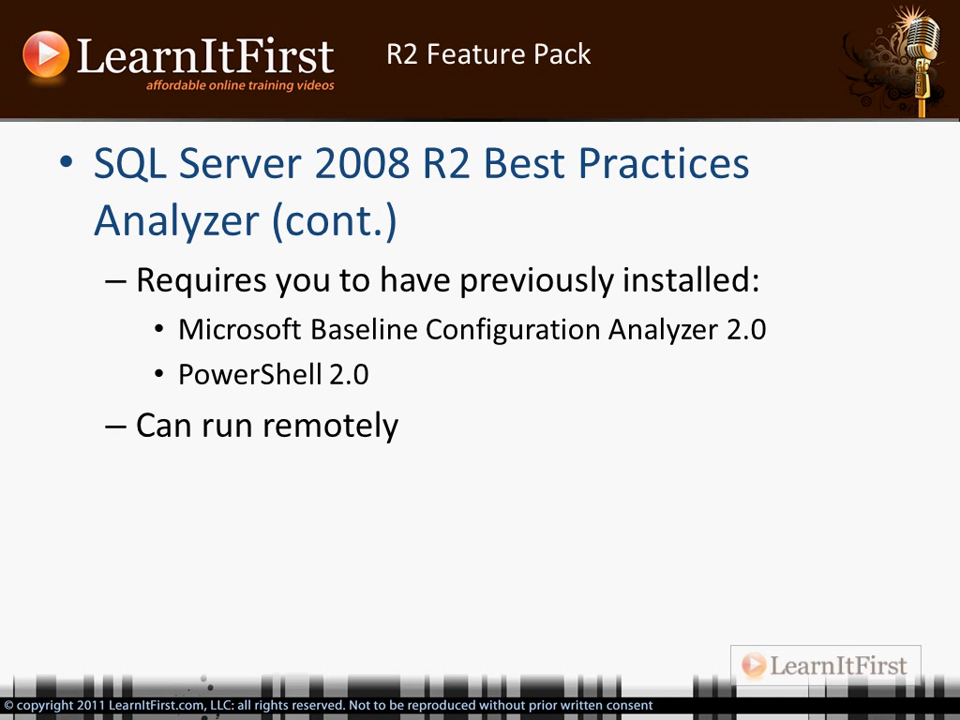 LearnItFirst
affordable online training videos
R2 Feature Pack
• SQL Server 2008 R2 Best Practices
Analyzer (cont.)
– Requires you to have previously installed:
• Microsoft Baseline Configuration Analyzer 2.0
• PowerShell 2.0
– Can run remotely
LearnItFirst
© copyright 2011 LearnItFirst.com, LLC: all rights reserved. Not to be reproduced without prior written consent